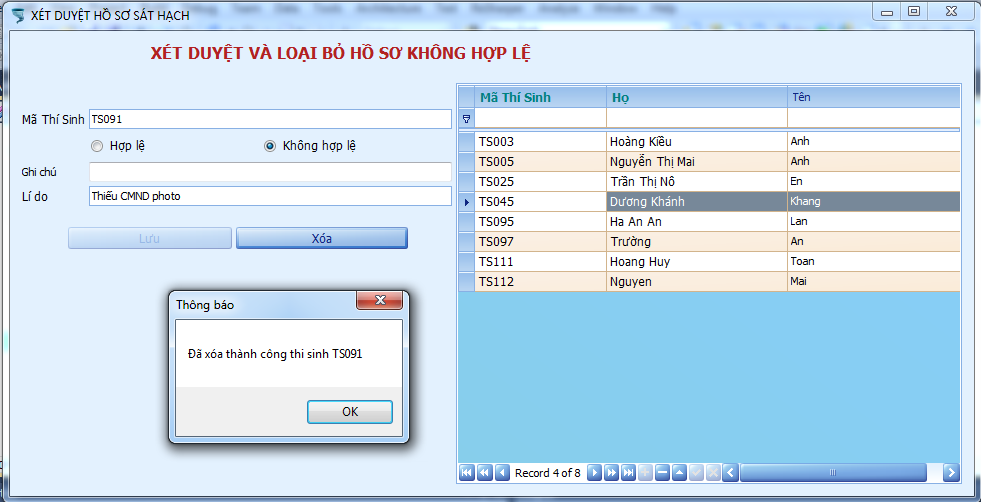 XÉT DUYỆT HỒ SƠ SÁT HẠCH
XÉT DUYỆT VÀ LOẠI BỎ HỒ SƠ KHÔNG HỢP LỆ
Mã Thí Sinh TS091
Hợp lệ Không hợp lệ
Ghi chú
Lí do Thiếu CMND photo
Lưu Xóa
Thông báo
Đã xóa thành công thi sinh TS091
OK
Mã Thí Sinh Họ Tên
TS003 Hoàng Kiều Anh
TS005 Nguyễn Thị Mai Anh
TS025 Trần Thị Nô En
TS045 Dương Khánh Khang
TS095 Ha An An Lan
TS097 Trường An
TS111 Hoang Huy Toan
TS112 Nguyen Mai
Record 4 of 8